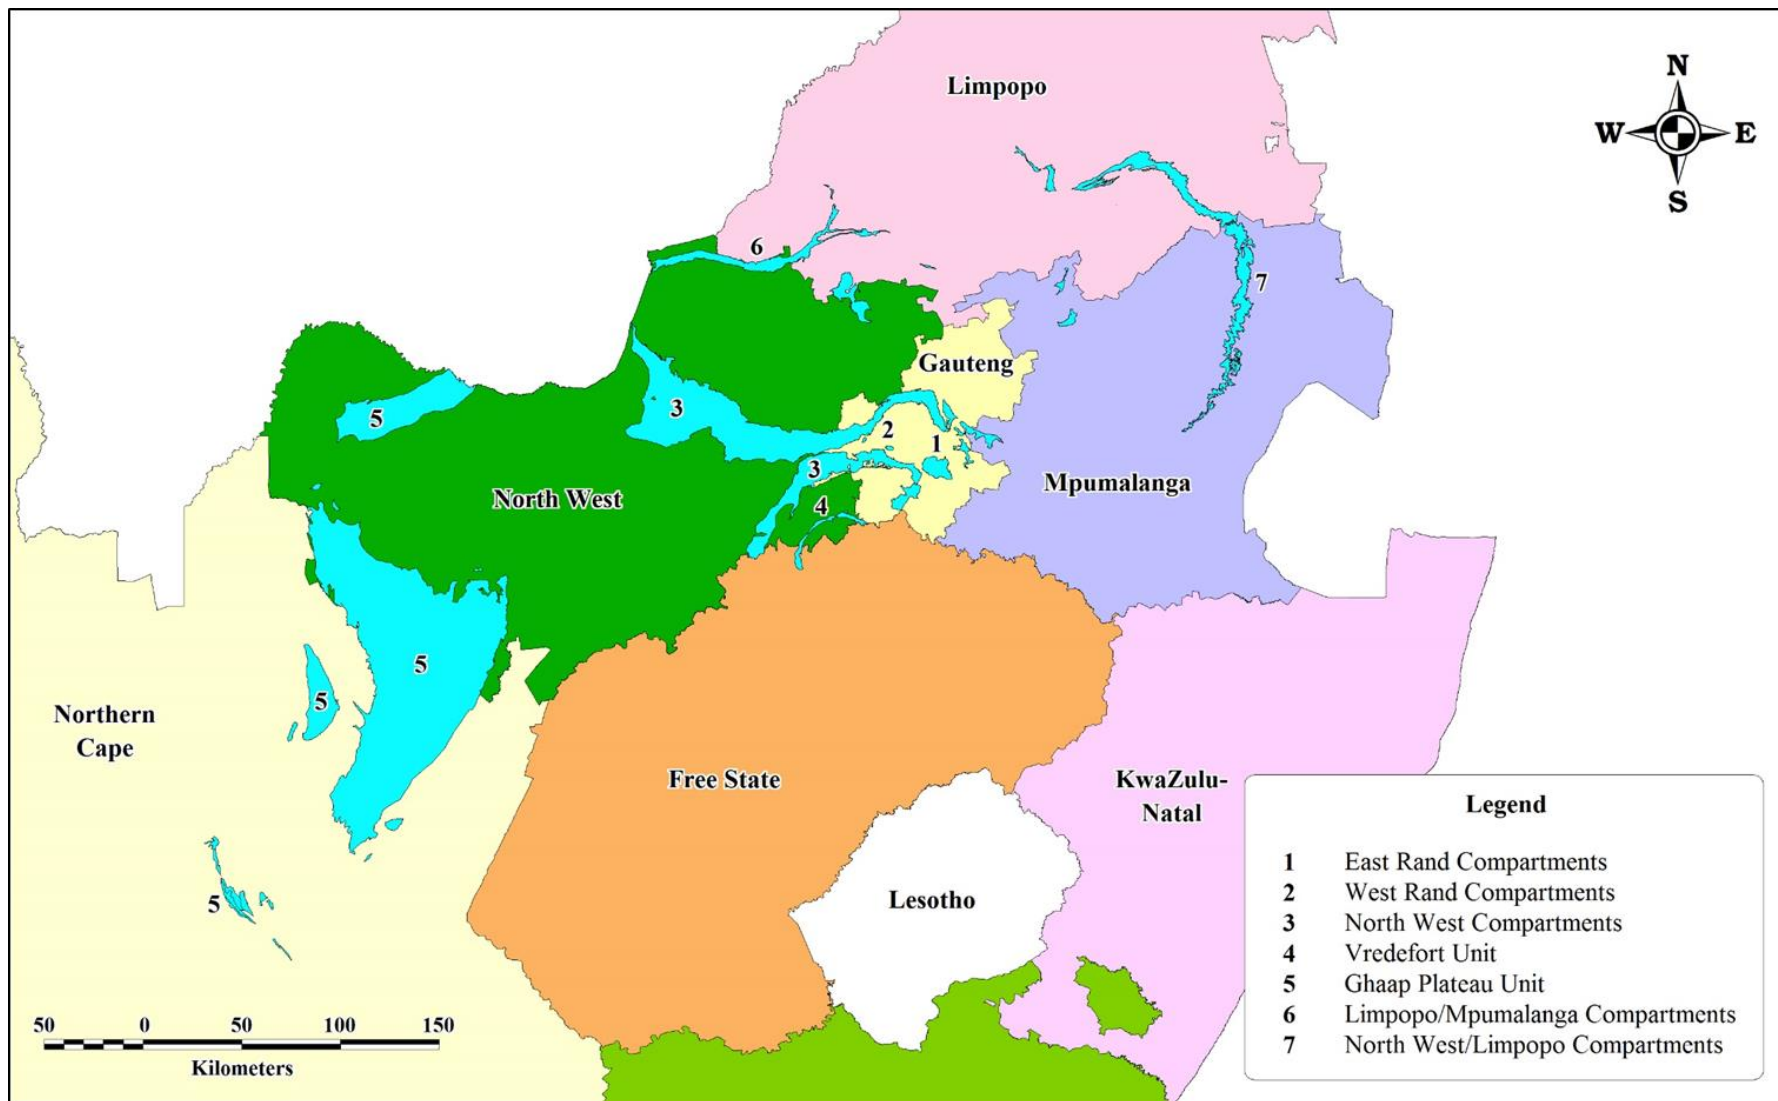 Limpopo
N
W
E
S
6
7
Gauteng
5
3
2
1
3
Mpumalanga
North West
4
5
5
Northern
Cape
Free State
KwaZulu-
Natal
Lesotho
5
Legend
1 East Rand Compartments
2 West Rand Compartments
3 North West Compartments
4 Vredefort Unit
5 Ghaap Plateau Unit
6 Limpopo/Mpumalanga Compartments
7 North West/Limpopo Compartments
50 0 50 100 150
Kilometers